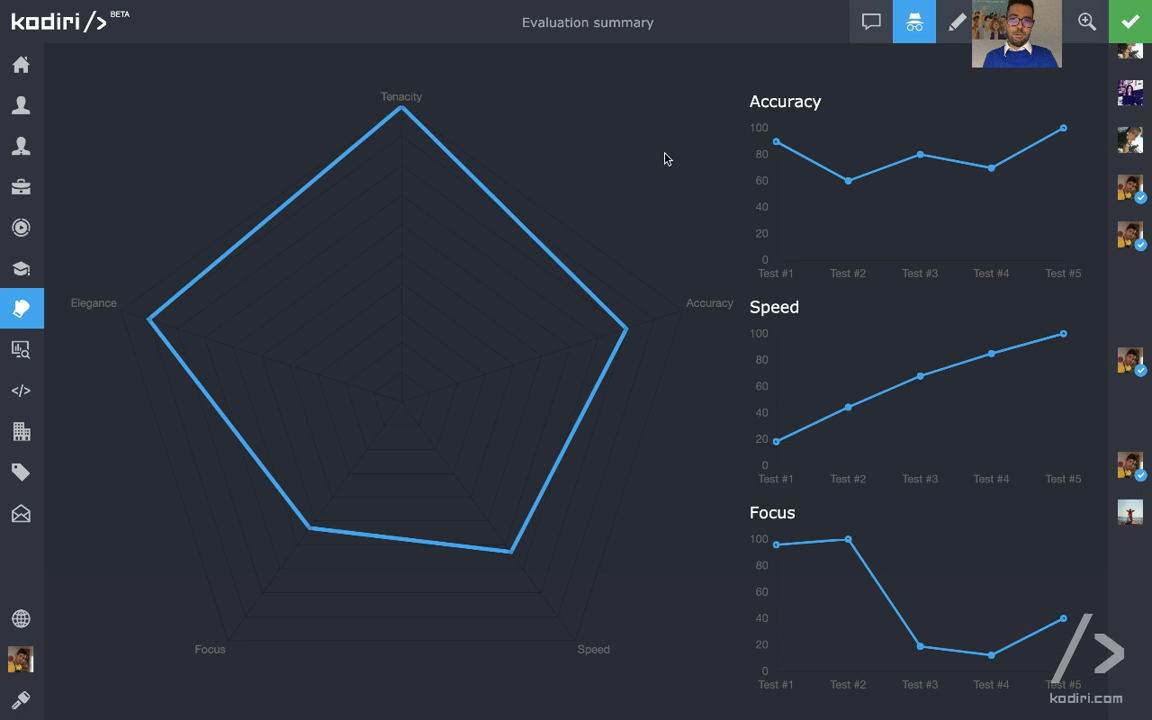 kodiri/> BETA
Evaluation summary
Tenacity
Elegance
Accuracy
Focus
Speed
Accuracy
100
80
60
40
20
0
Test #1 Test #2 Test #3 Test #4 Test #5
Speed
100
80
60
40
20
0
Test #1 Test #2 Test #3 Test #4 Test #5
Focus
100
80
60
40
20
0
Test #1 Test #2 Test #3 Test #4 Test #5
/>
kodiri.com